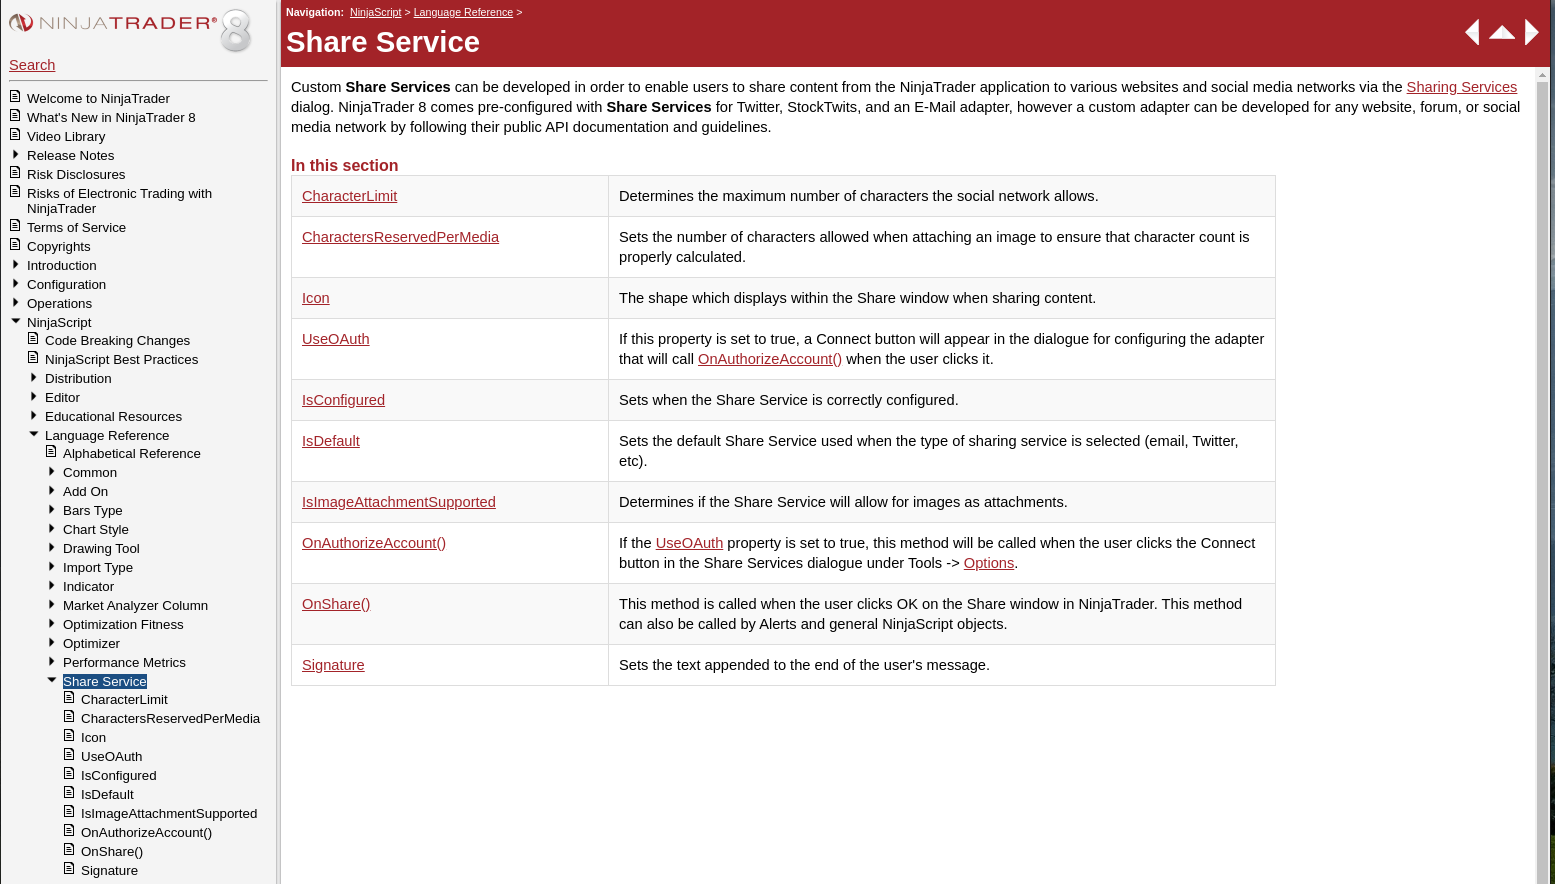 NINJATRADER® 8
Search
Welcome to NinjaTrader
What's New in NinjaTrader 8
Video Library
Release Notes
Risk Disclosures
Risks of Electronic Trading with
NinjaTrader
Terms of Service
Copyrights
Introduction
Configuration
Operations
NinjaScript
Code Breaking Changes
NinjaScript Best Practices
Distribution
Editor
Educational Resources
Language Reference
Alphabetical Reference
Common
Add On
Bars Type
Chart Style
Drawing Tool
Import Type
Indicator
Market Analyzer Column
Optimization Fitness
Optimizer
Performance Metrics
Share Service
CharacterLimit
CharactersReservedPerMedia
Icon
UseOAuth
IsConfigured
IsDefault
IsImageAttachmentSupported
OnAuthorizeAccount()
OnShare()
Signature
Navigation: NinjaScript > Language Reference >
Share Service
Custom Share Services can be developed in order to enable users to share content from the NinjaTrader application to various websites and social media networks via the Sharing Services
dialog. NinjaTrader 8 comes pre-configured with Share Services for Twitter, StockTwits, and an E-Mail adapter, however a custom adapter can be developed for any website, forum, or social
media network by following their public API documentation and guidelines.
In this section
CharacterLimit Determines the maximum number of characters the social network allows.
CharactersReservedPerMedia Sets the number of characters allowed when attaching an image to ensure that character count is
properly calculated.
Icon The shape which displays within the Share window when sharing content.
UseOAuth If this property is set to true, a Connect button will appear in the dialogue for configuring the adapter
that will call OnAuthorizeAccount() when the user clicks it.
IsConfigured Sets when the Share Service is correctly configured.
IsDefault Sets the default Share Service used when the type of sharing service is selected (email, Twitter,
etc).
IsImageAttachmentSupported Determines if the Share Service will allow for images as attachments.
OnAuthorizeAccount() If the UseOAuth property is set to true, this method will be called when the user clicks the Connect
button in the Share Services dialogue under Tools -> Options.
OnShare() This method is called when the user clicks OK on the Share window in NinjaTrader. This method
can also be called by Alerts and general NinjaScript objects.
Signature Sets the text appended to the end of the user's message.